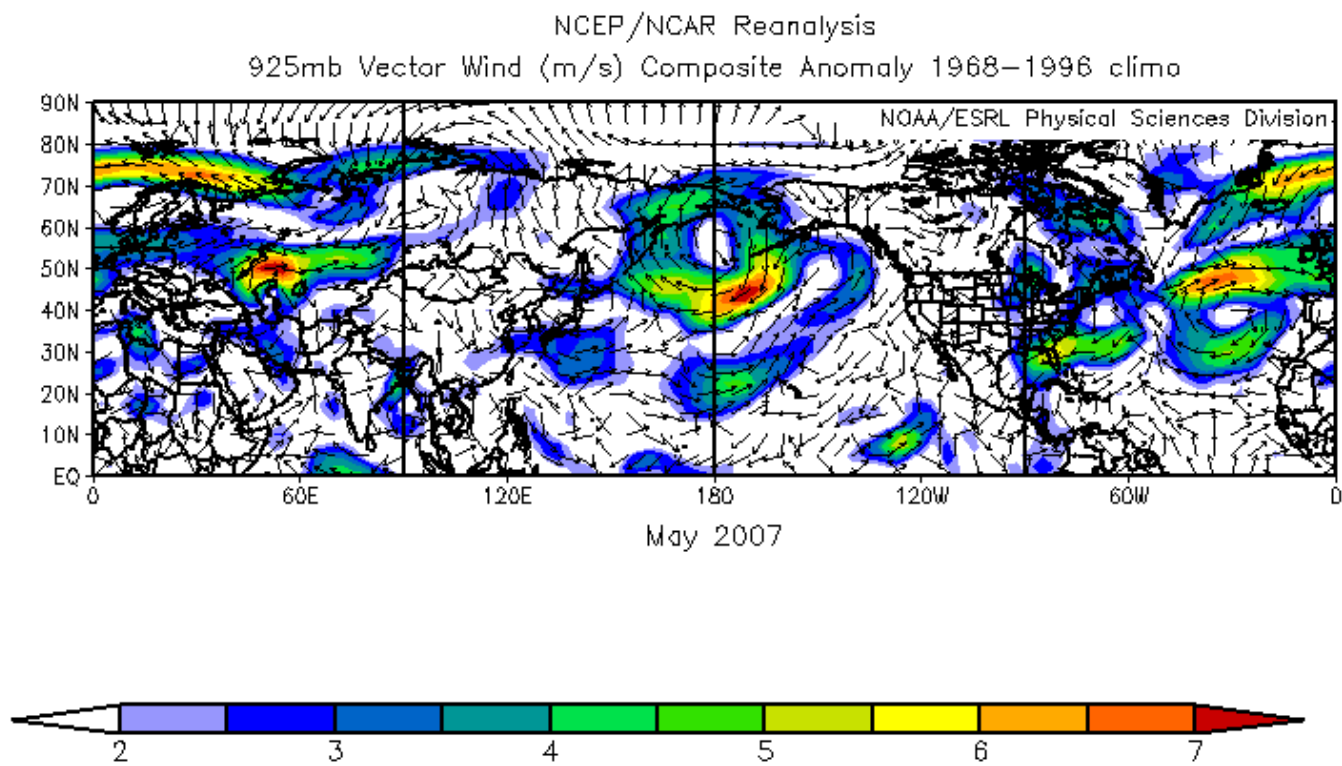 NCEP/NCAR Reanalysis
925mb Vector Wind (m/s) Composite Anomaly 1968-1996 climo
NOAA/ESRL Physical Sciences Division
90N
80N
70N
60N
50N
40N
30N
20N
10N
EQ
0 60E 120E 180 120W 60W 0
May 2007
2 3 4 5 6 7